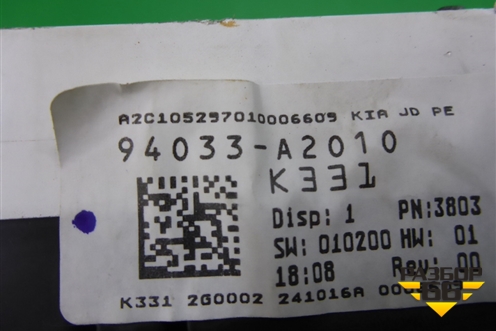 A2C105297010006609 KIA JD PE
94033-A2010
K331
Disp: 1 PN:3803
SW: 010200 HW: 01
18:08 Rev: 00
K331 2G0002 241016A
РАЗБОР